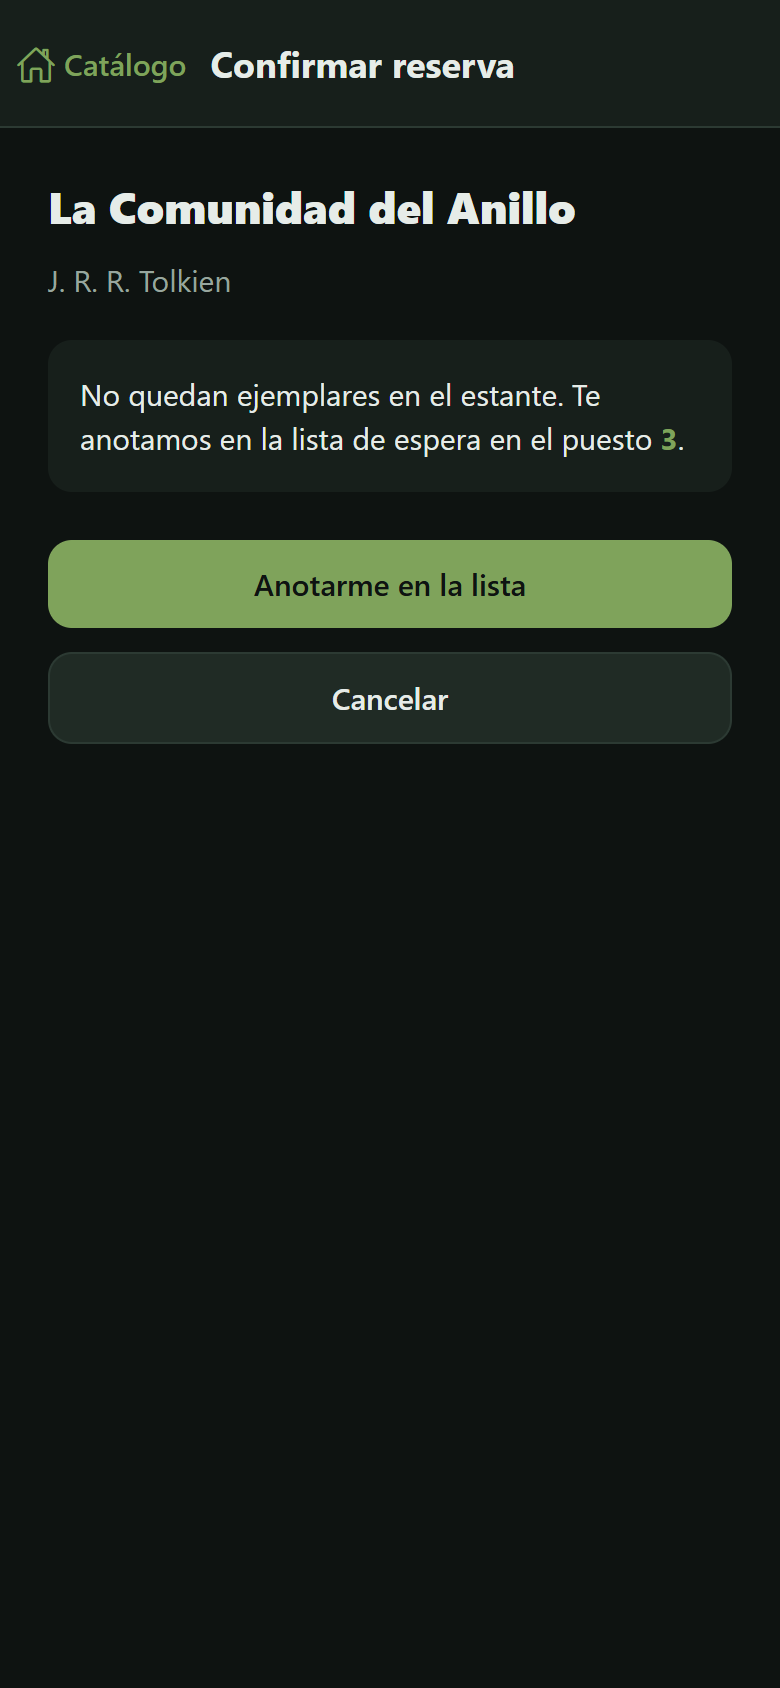 Catálogo Confirmar reserva
La Comunidad del Anillo
J. R. R. Tolkien
No quedan ejemplares en el estante. Te
anotamos en la lista de espera en el puesto 3.
Anotarme en la lista
Cancelar